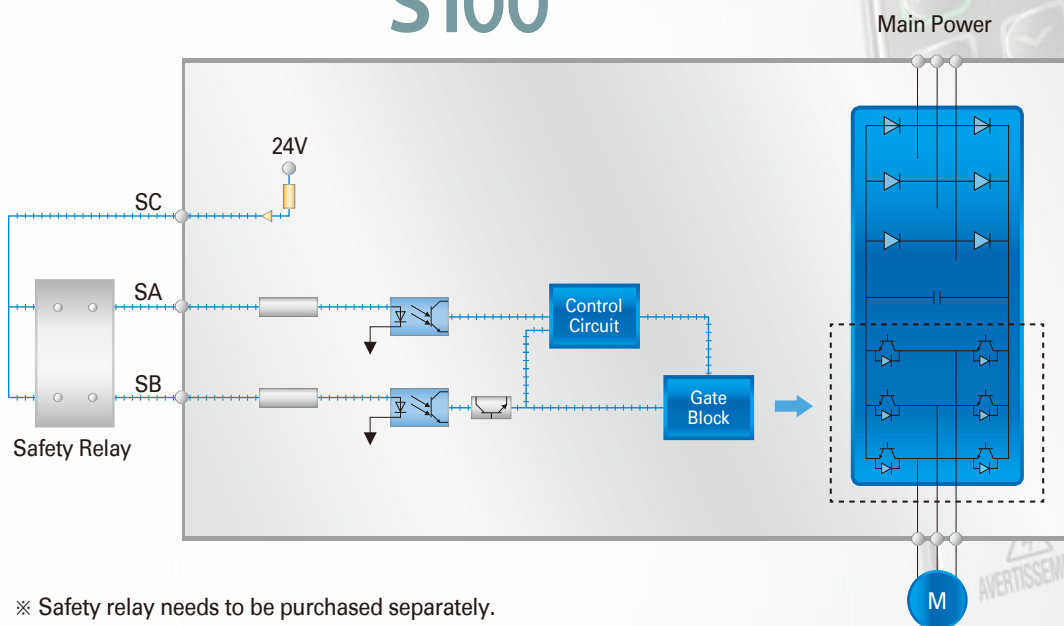 S100
Main Power
24V
SC
SA
SB
Control
Circuit
Gate
Block
Safety Relay
M
※ Safety relay needs to be purchased separately.